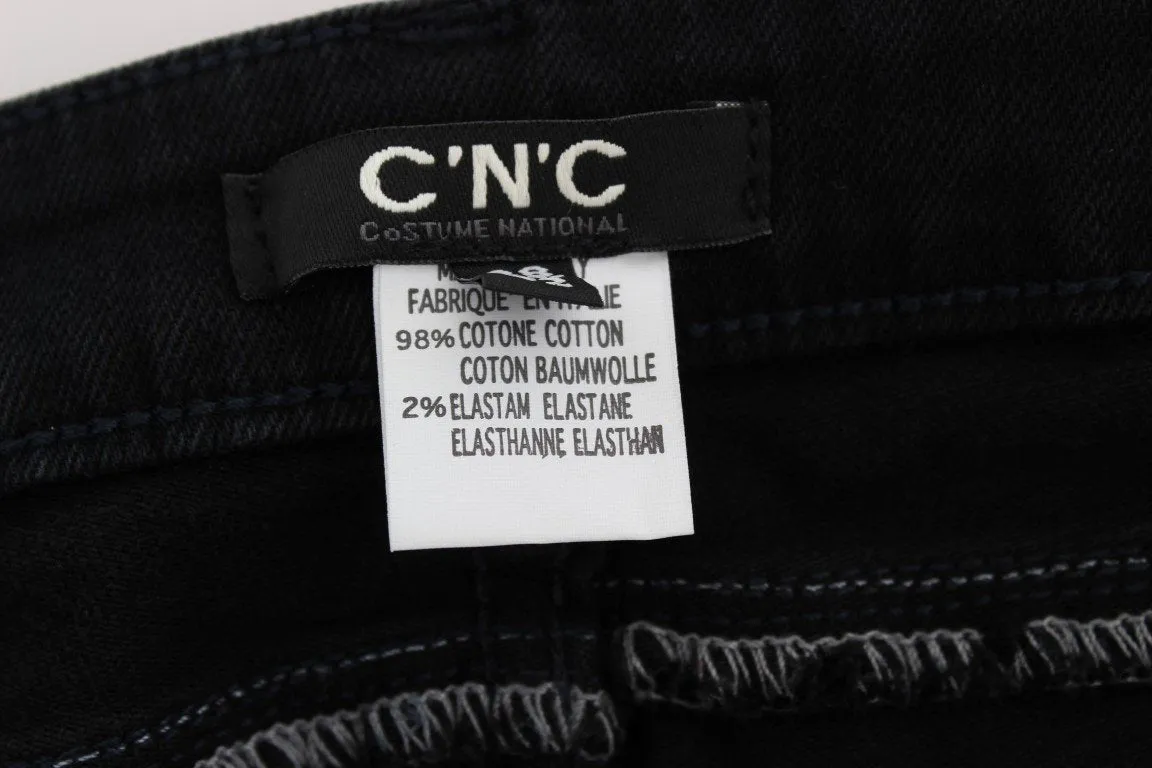 C'N'C
CoSTUME NATIONAL
FABRIQUE EN ITALIE
98% COTONE COTTON
COTON BAUMWOLLE
2% ELASTAM ELASTANE
ELASTHANNE ELASTHAN